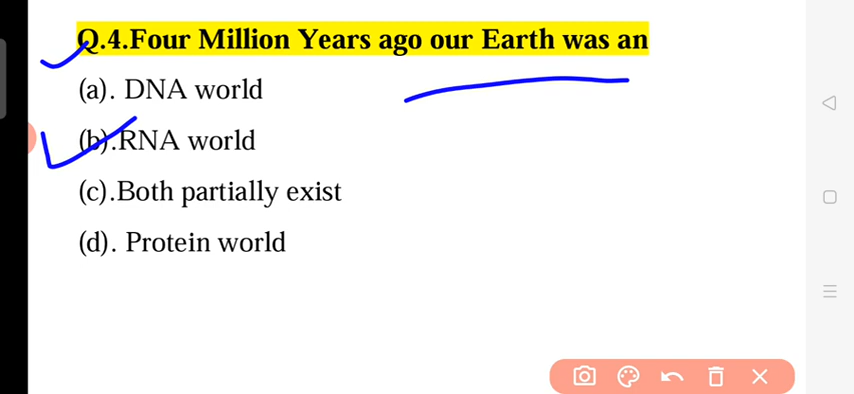 Q.4.Four Million Years ago our Earth was an
(a). DNA world
(b).RNA world
(c).Both partially exist
(d). Protein world